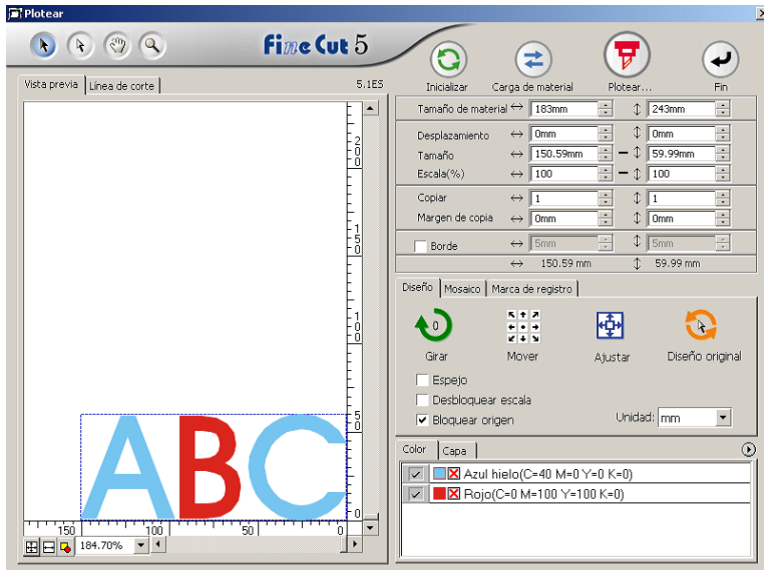 Plotear
FineCut 5
Inicializar
Carga de material
Plotear...
Fin
Vista previa
Línea de corte
5.1ES
Tamaño de material
183mm
243mm
Desplazamiento
0mm
0mm
Tamaño
150.59mm
59.99mm
Escala(%)
100
100
Copiar
1
1
Margen de copia
0mm
0mm
Borde
5mm
5mm
150.59 mm
59.99 mm
Diseño
Mosaico
Marca de registro
0
Girar
Mover
Ajustar
Diseño original
Espejo
Desbloquear escala
Bloquear origen
Unidad:
mm
Color
Capa
Azul hielo(C=40 M=0 Y=0 K=0)
Rojo(C=0 M=100 Y=100 K=0)
200
150
100
50
0
ABC
150
100
50
0
184.70%